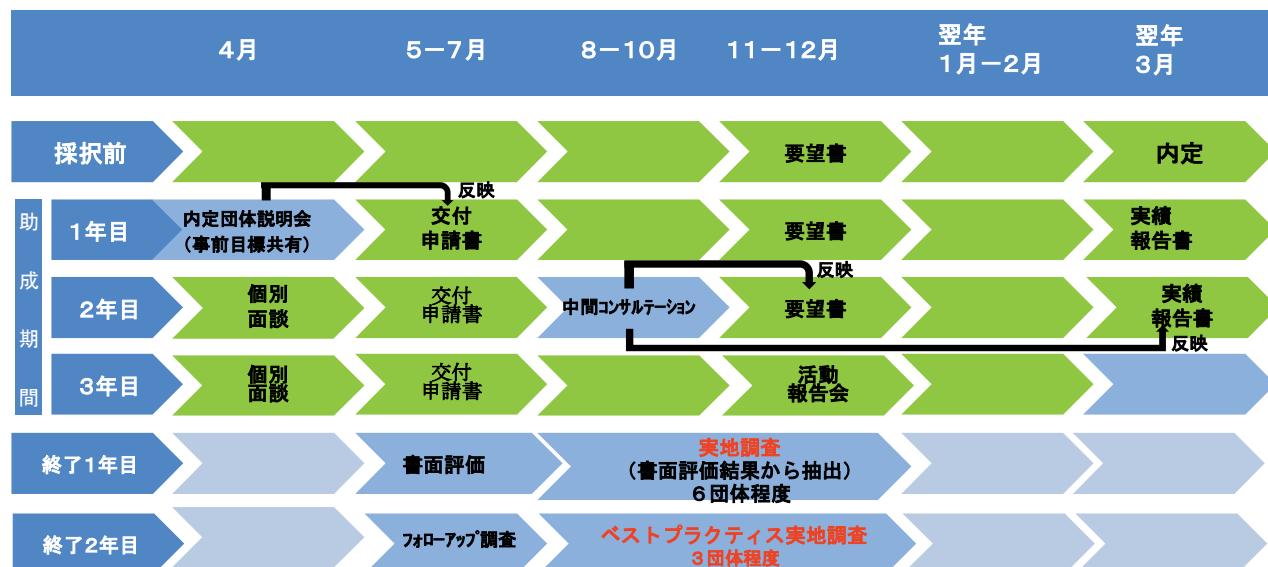 4月
5－7月
8－10月
11－12月
翌年
1月－2月
翌年
3月
採択前
要望書
内定
助成期間
1年目
内定団体説明会
（事前目標共有）
反映
交付
申請書
要望書
実績
報告書
2年目
個別
面談
交付
申請書
中間コンサルテーション
反映
要望書
実績
報告書
反映
3年目
個別
面談
交付
申請書
活動
報告会
終了1年目
書面評価
実地調査
（書面評価結果から抽出）
６団体程度
終了2年目
フォローアップ調査
ベストプラクティス実地調査
３団体程度